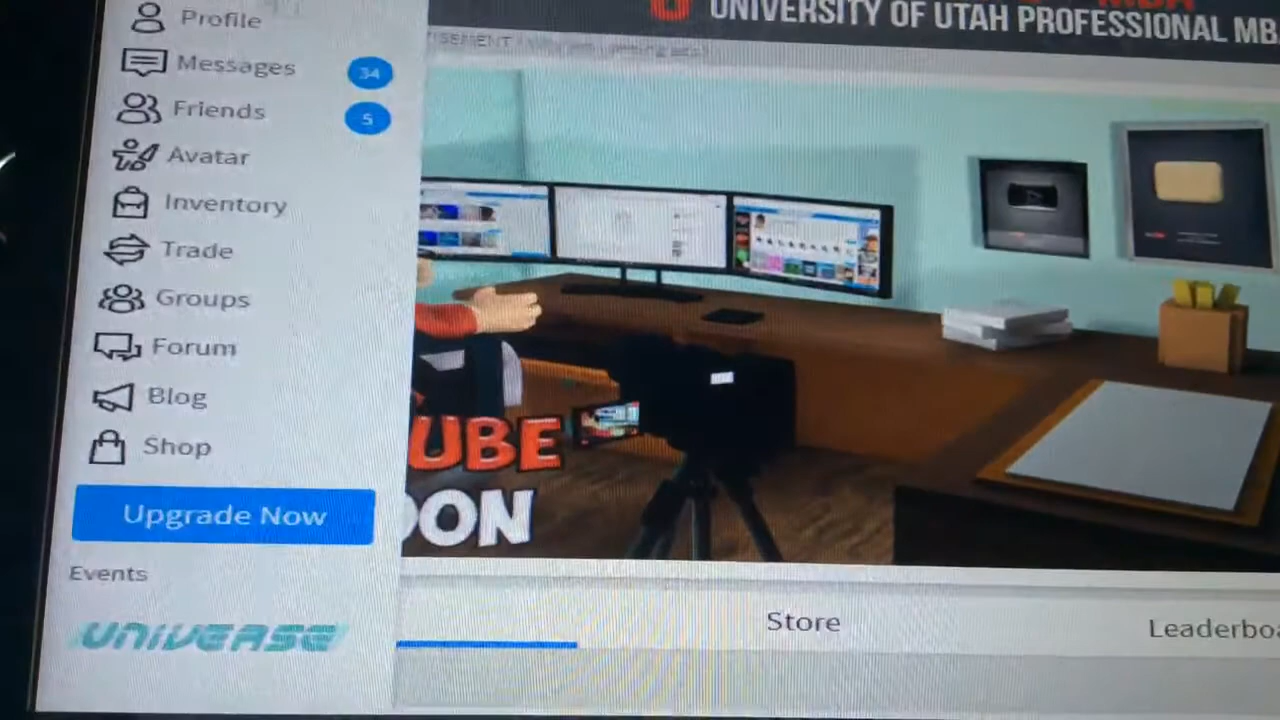 UNIVERSITY OF UTAH PROFESSIONAL MB
Profile
Messages
34
Friends
5
Avatar
Inventory
Trade
Groups
Forum
Blog
Shop
Upgrade Now
Events
UNIVERSE
UBE
OON
Store
Leaderboa